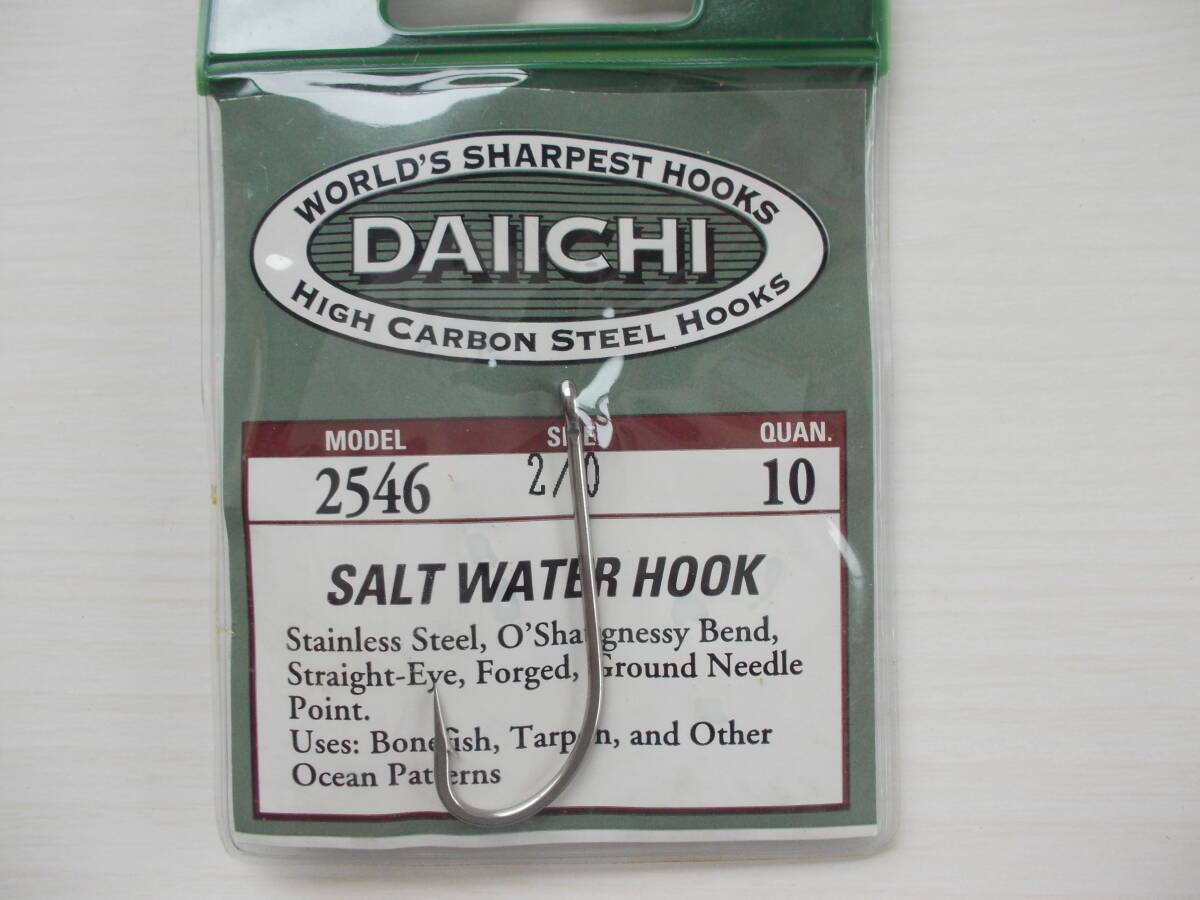 WORLD'S SHARPEST HOOKS
DAIICHI
HIGH CARBON STEEL HOOKS
MODEL SIZE QUAN.
2546 2/0 10
SALT WATER HOOK
Stainless Steel, O'Shaugnessy Bend,
Straight-Eye, Forged, Ground Needle
Point.
Uses: Bonefish, Tarpon, and Other
Ocean Patterns